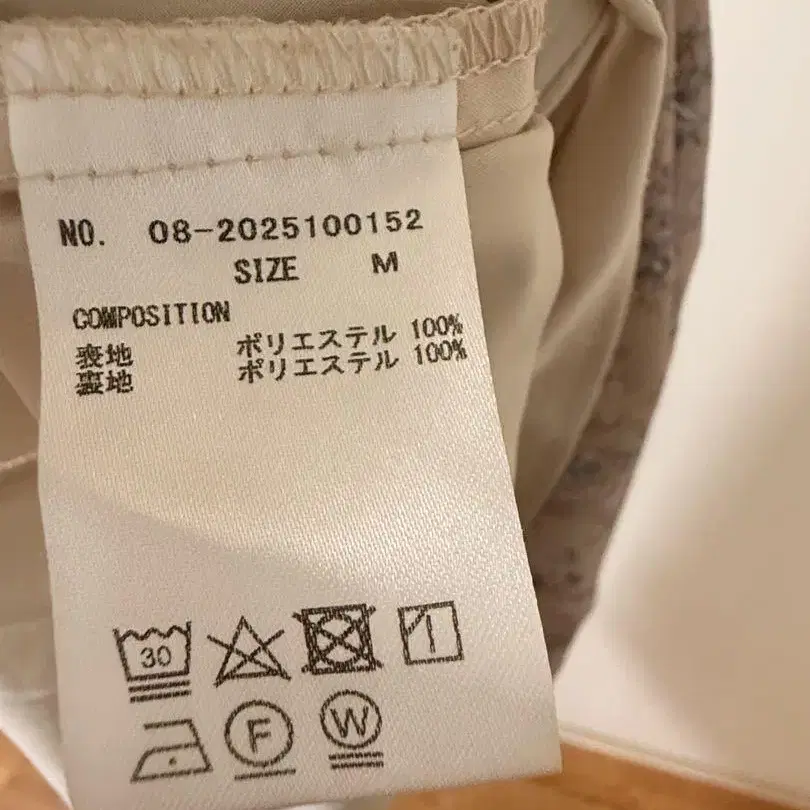 NO. 08-2025100152
SIZE M
COMPOSITION
表地 ポリエステル 100%
裏地 ポリエステル 100%
30
F
W